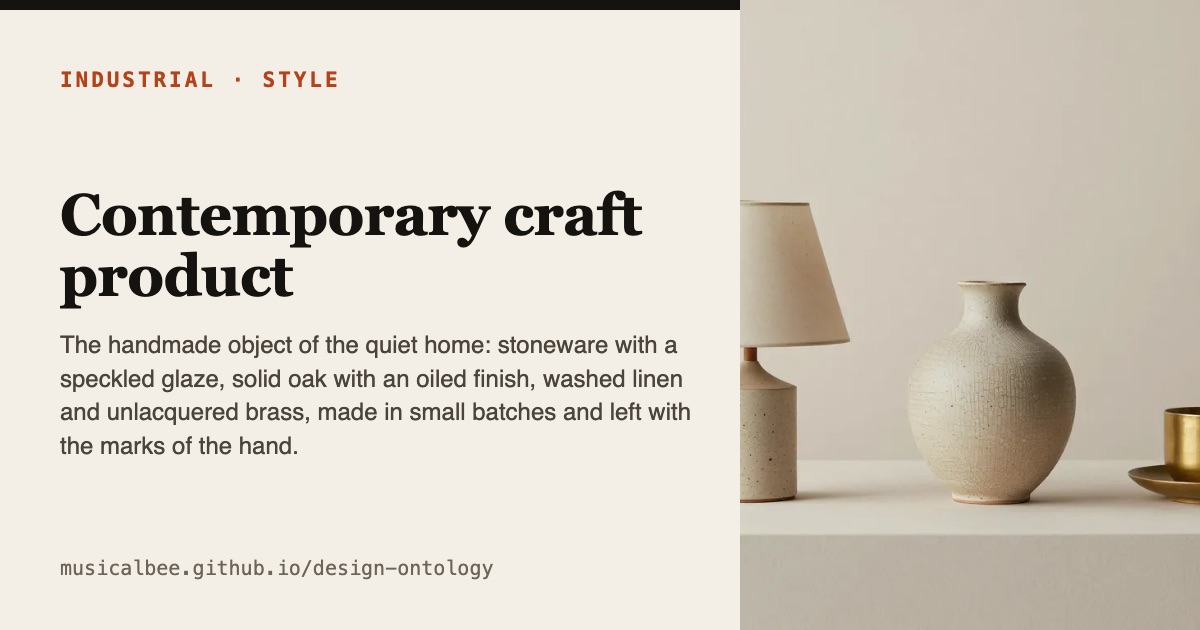 INDUSTRIAL · STYLE
Contemporary craft
product
The handmade object of the quiet home: stoneware with a
speckled glaze, solid oak with an oiled finish, washed linen
and unlacquered brass, made in small batches and left with
the marks of the hand.
musicalbee.github.io/design-ontology